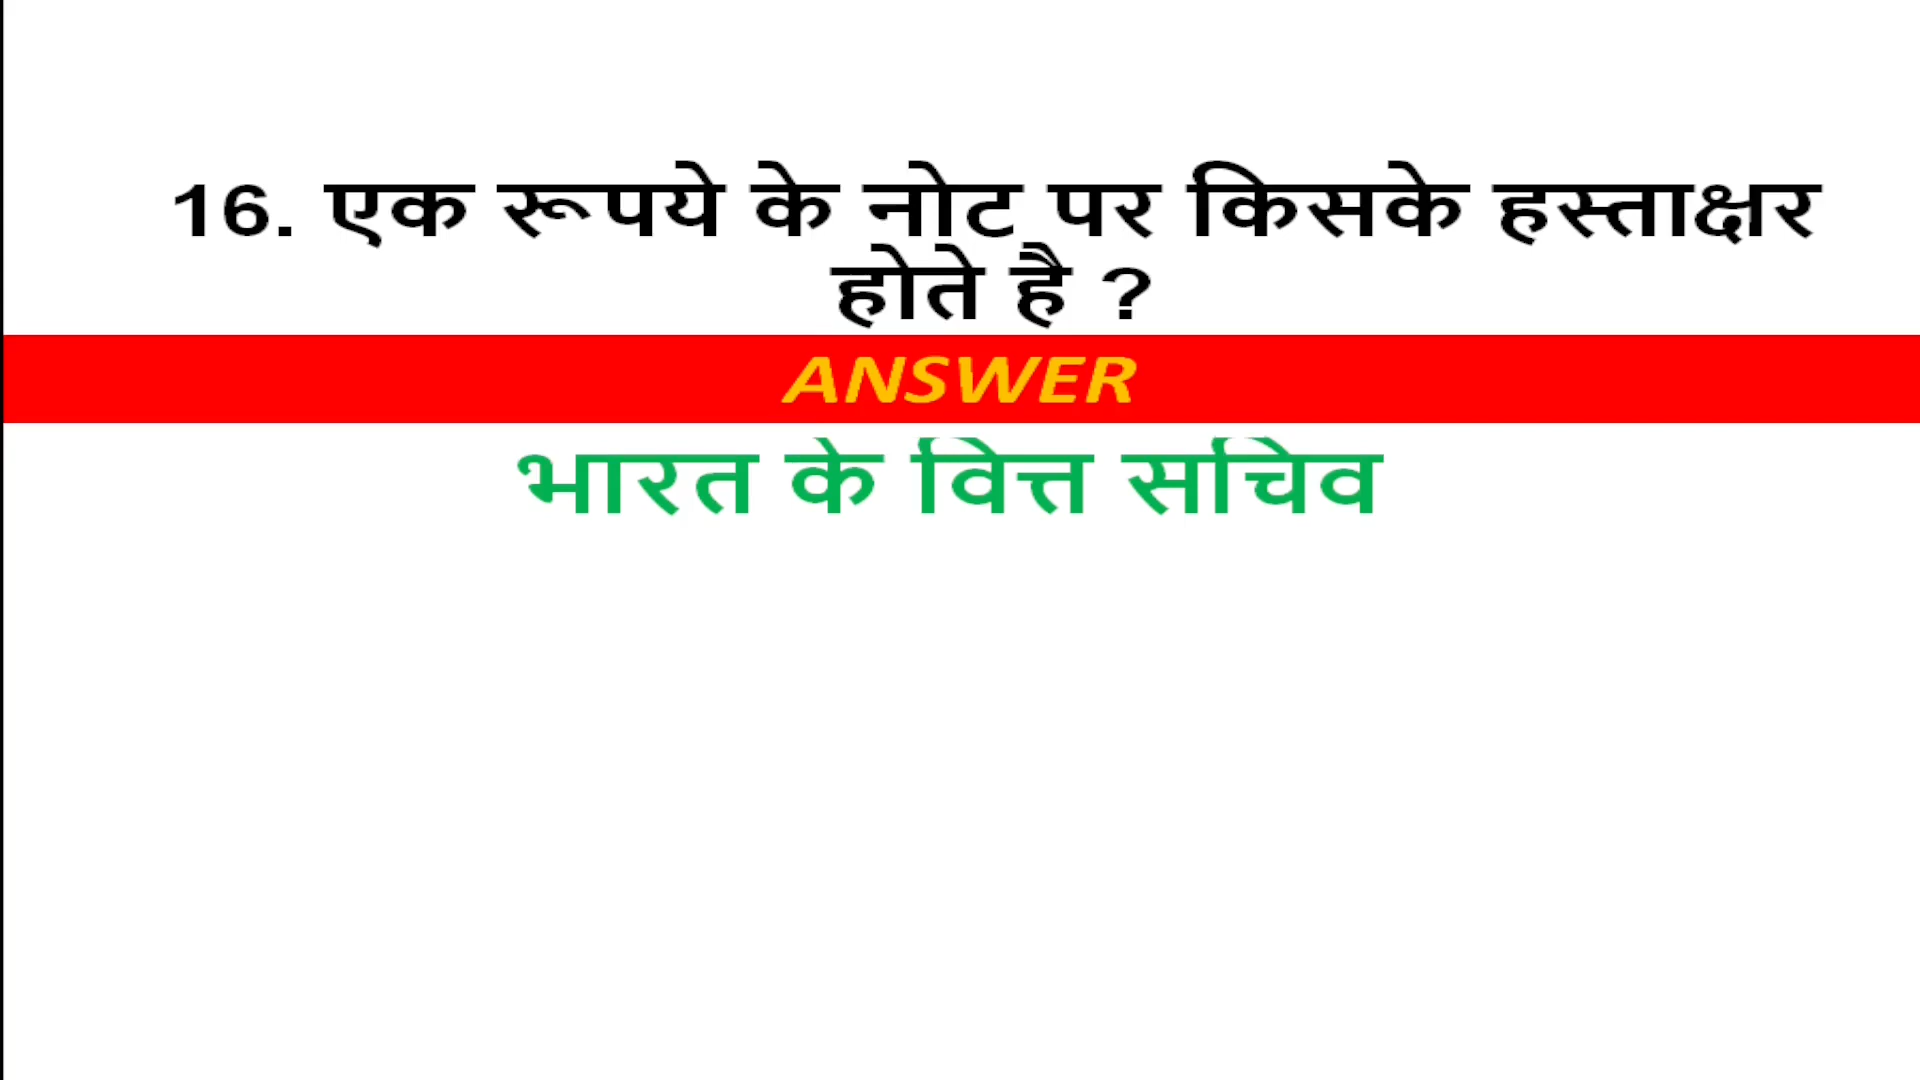 16. एक रूपये के नोट पर किसके हस्ताक्षर
होते है ?
ANSWER
भारत के वित्त सचिव